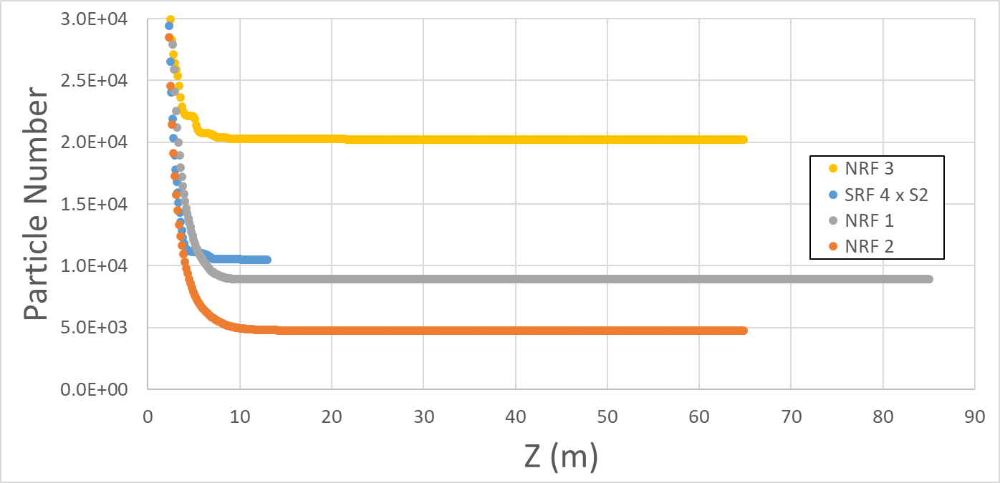 3.0E+04
2.5E+04
2.0E+04
1.5E+04
1.0E+04
5.0E+03
0.0E+00
Particle Number
0 10 20 30 40 50 60 70 80 90
Z (m)
NRF 3
SRF 4 x S2
NRF 1
NRF 2